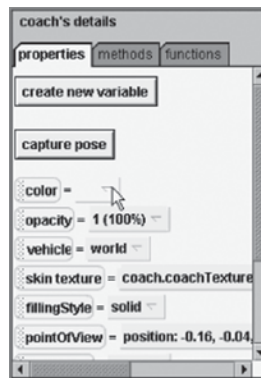 coach's details
properties methods functions
create new variable
capture pose
color =
opacity = 1 (100%)
vehicle = world
skin texture = coach.coachTexture
fillingStyle = solid
pointOfView = position: -0.16, -0.04,